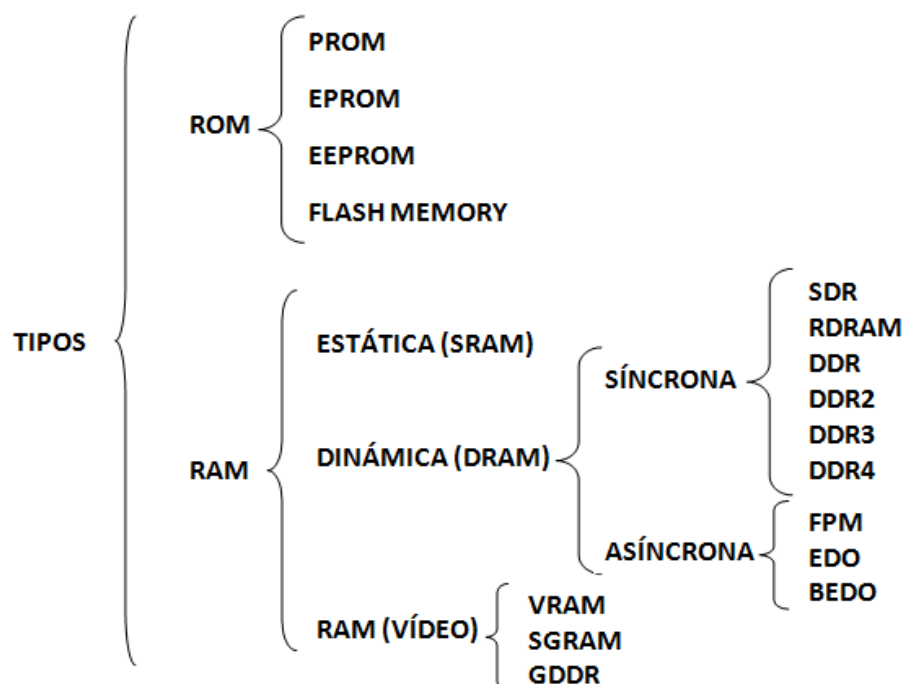 TIPOS
ROM
PROM
EPROM
EEPROM
FLASH MEMORY
RAM
ESTÁTICA (SRAM)
DINÁMICA (DRAM)
SÍNCRONA
SDR
RDRAM
DDR
DDR2
DDR3
DDR4
ASÍNCRONA
FPM
EDO
BEDO
RAM (VÍDEO)
VRAM
SGRAM
GDDR